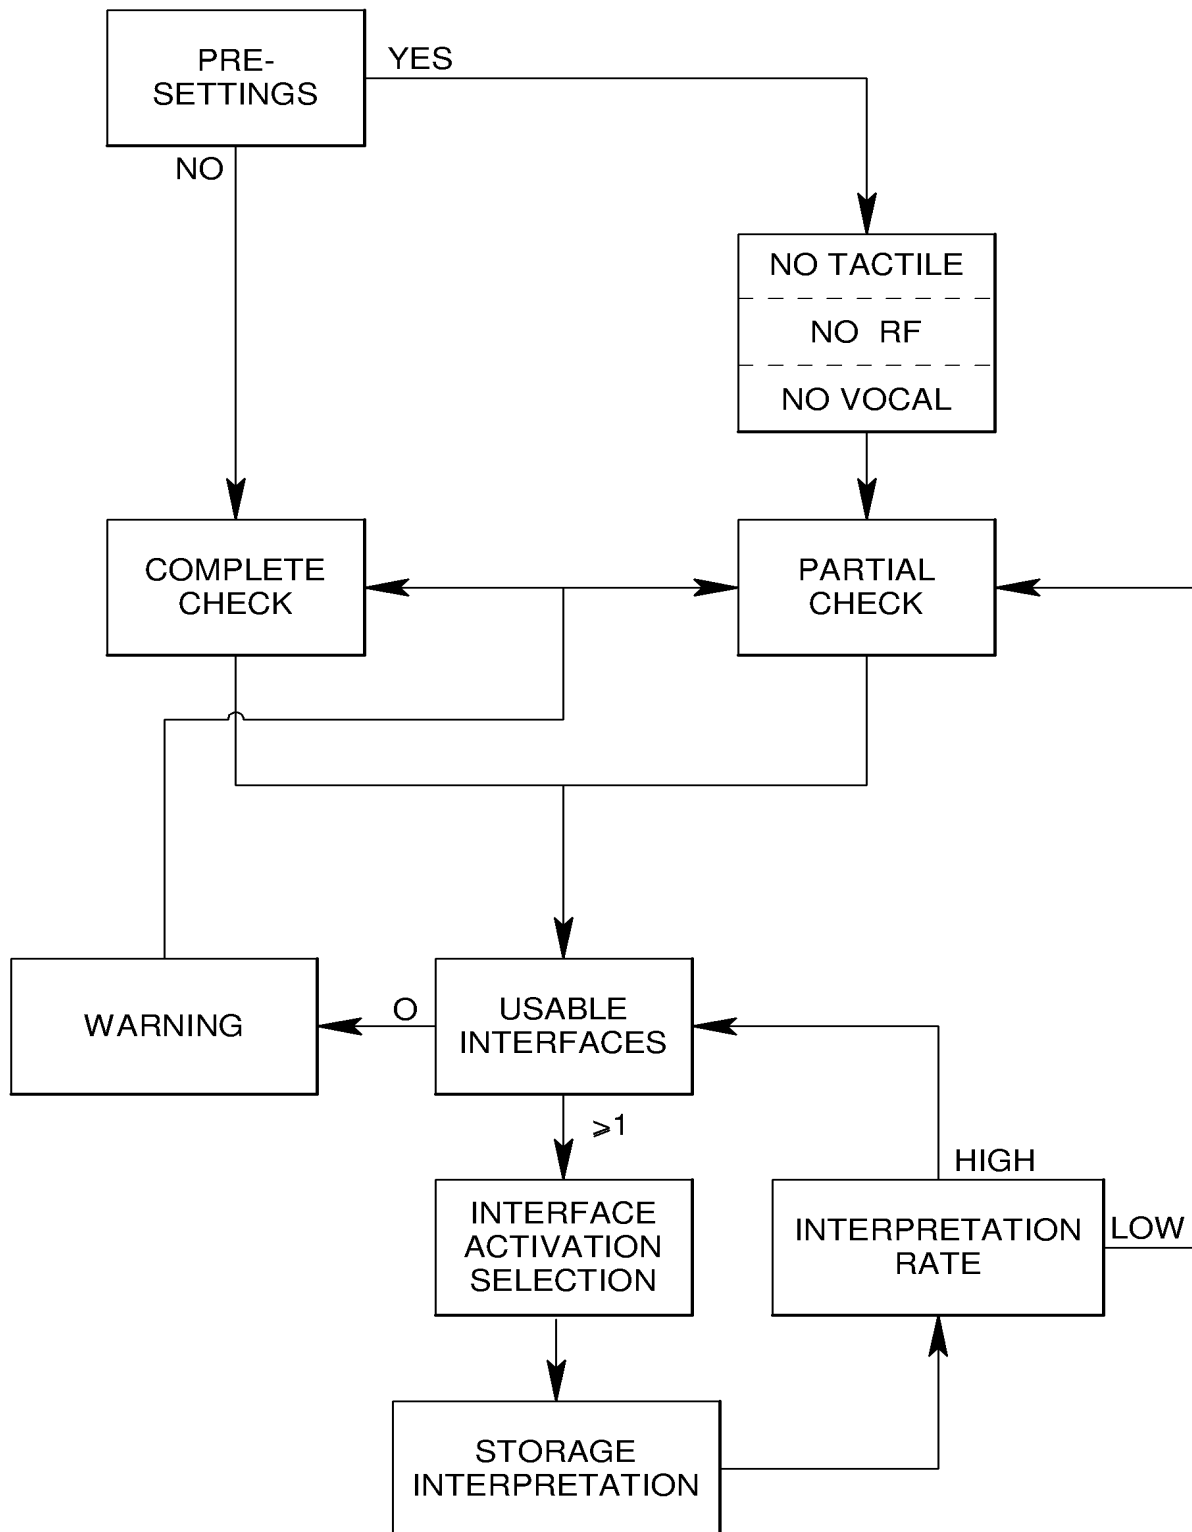 PRE-
SETTINGS
YES
NO
NO TACTILE
NO RF
NO VOCAL
COMPLETE
CHECK
PARTIAL
CHECK
WARNING
O
USABLE
INTERFACES
⩾1
HIGH
INTERFACE
ACTIVATION
SELECTION
INTERPRETATION
RATE
LOW
STORAGE
INTERPRETATION